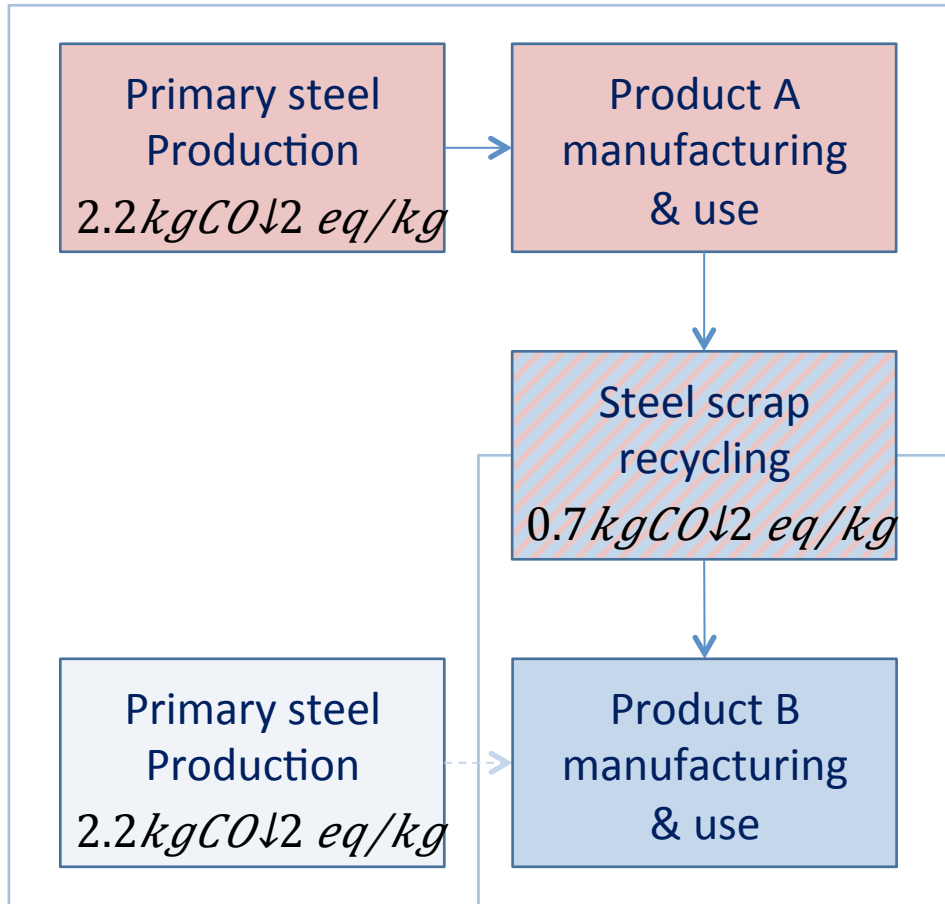 Primary steel
Production
2.2kgCO↓2 eq/kg
Product A
manufacturing
& use
Steel scrap
recycling
0.7kgCO↓2 eq/kg
Primary steel
Production
2.2kgCO↓2 eq/kg
Product B
manufacturing
& use